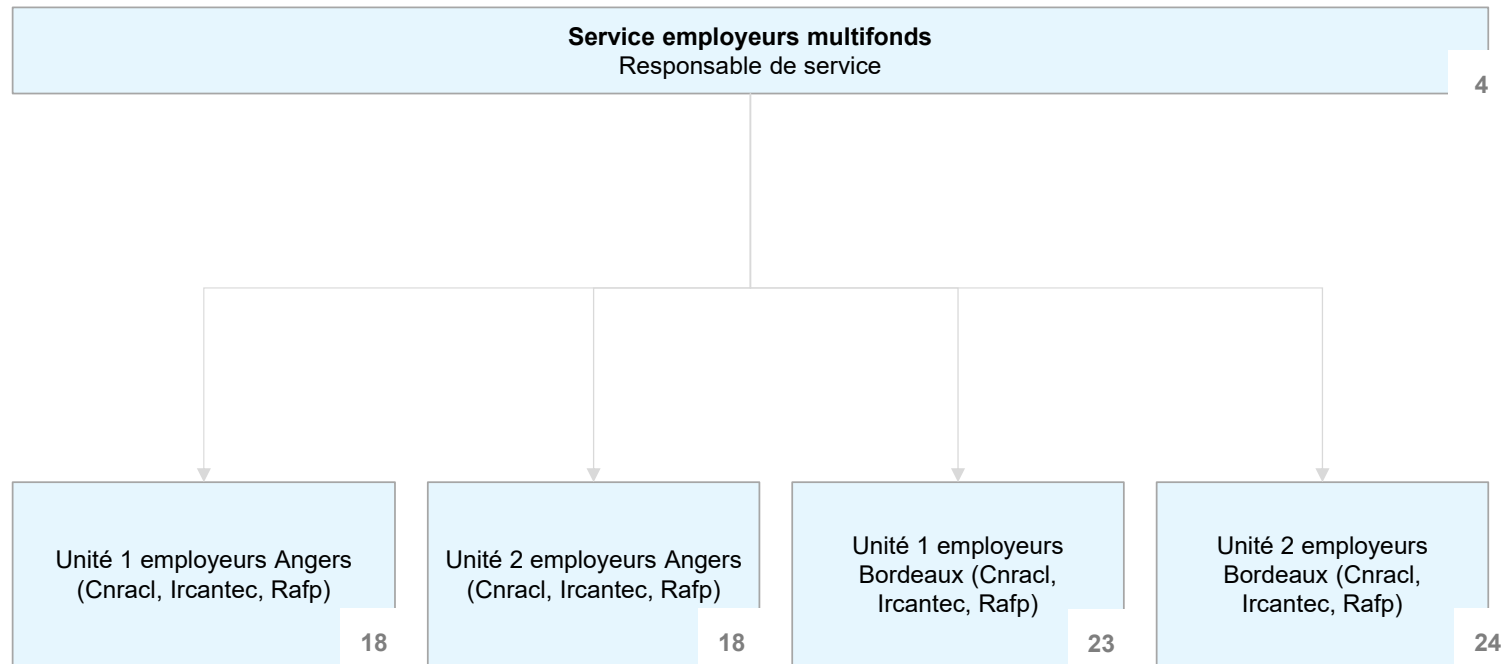 Service employeurs multifonds
Responsable de service
4
Unité 1 employeurs Angers
(Cnracl, Ircantec, Rafp)
18
Unité 2 employeurs Angers
(Cnracl, Ircantec, Rafp)
18
Unité 1 employeurs
Bordeaux (Cnracl,
Ircantec, Rafp)
23
Unité 2 employeurs
Bordeaux (Cnracl,
Ircantec, Rafp)
24